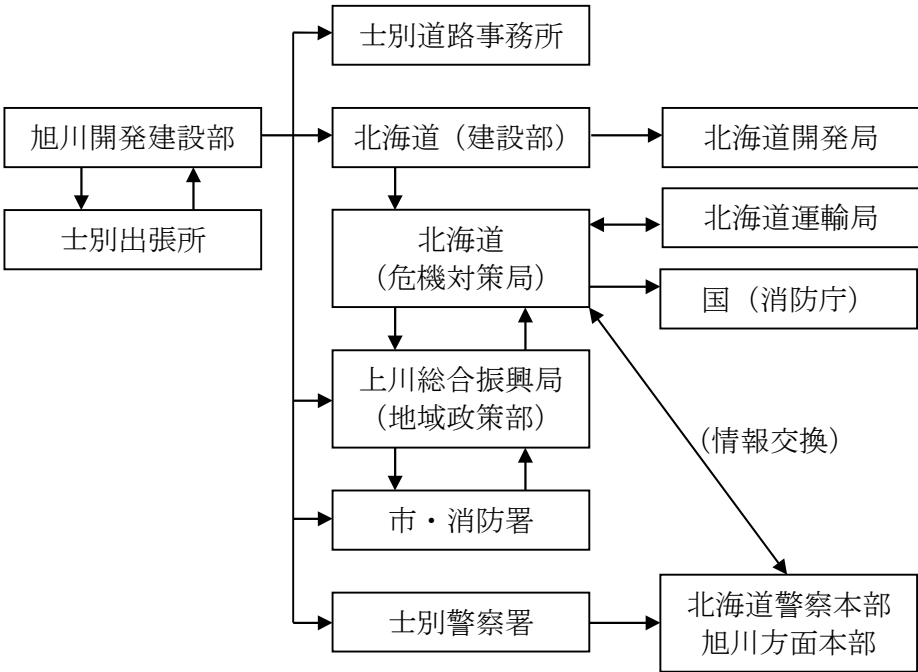 士別道路事務所
旭川開発建設部
北海道（建設部）
北海道開発局
士別出張所
北海道
（危機対策局）
北海道運輸局
国（消防庁）
上川総合振興局
（地域政策部）
（情報交換）
市・消防署
士別警察署
北海道警察本部
旭川方面本部